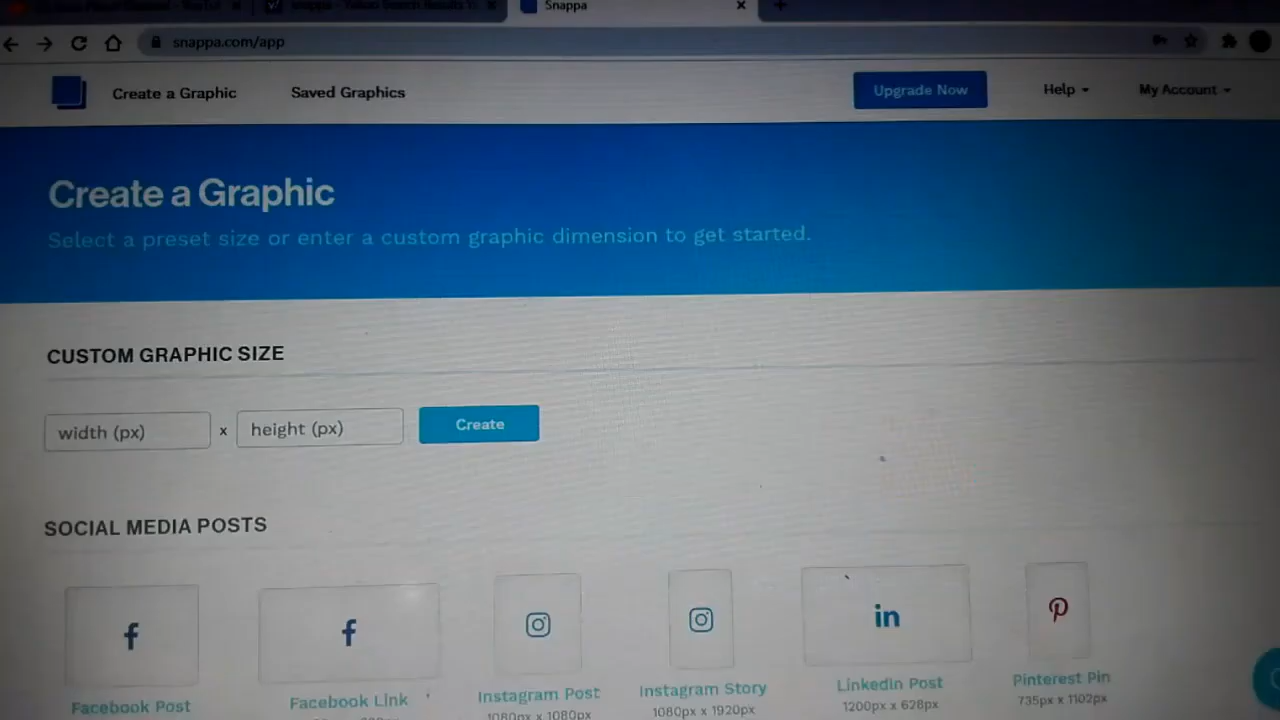 Snappa
snappa.com/app
Create a Graphic
Saved Graphics
Upgrade Now
Help
My Account
Create a Graphic
Select a preset size or enter a custom graphic dimension to get started.
CUSTOM GRAPHIC SIZE
width (px)
x
height (px)
Create
SOCIAL MEDIA POSTS
Facebook Post
Facebook Link
Instagram Post
1080px x 1080px
Instagram Story
1080px x 1920px
LinkedIn Post
1200px x 628px
Pinterest Pin
735px x 1102px